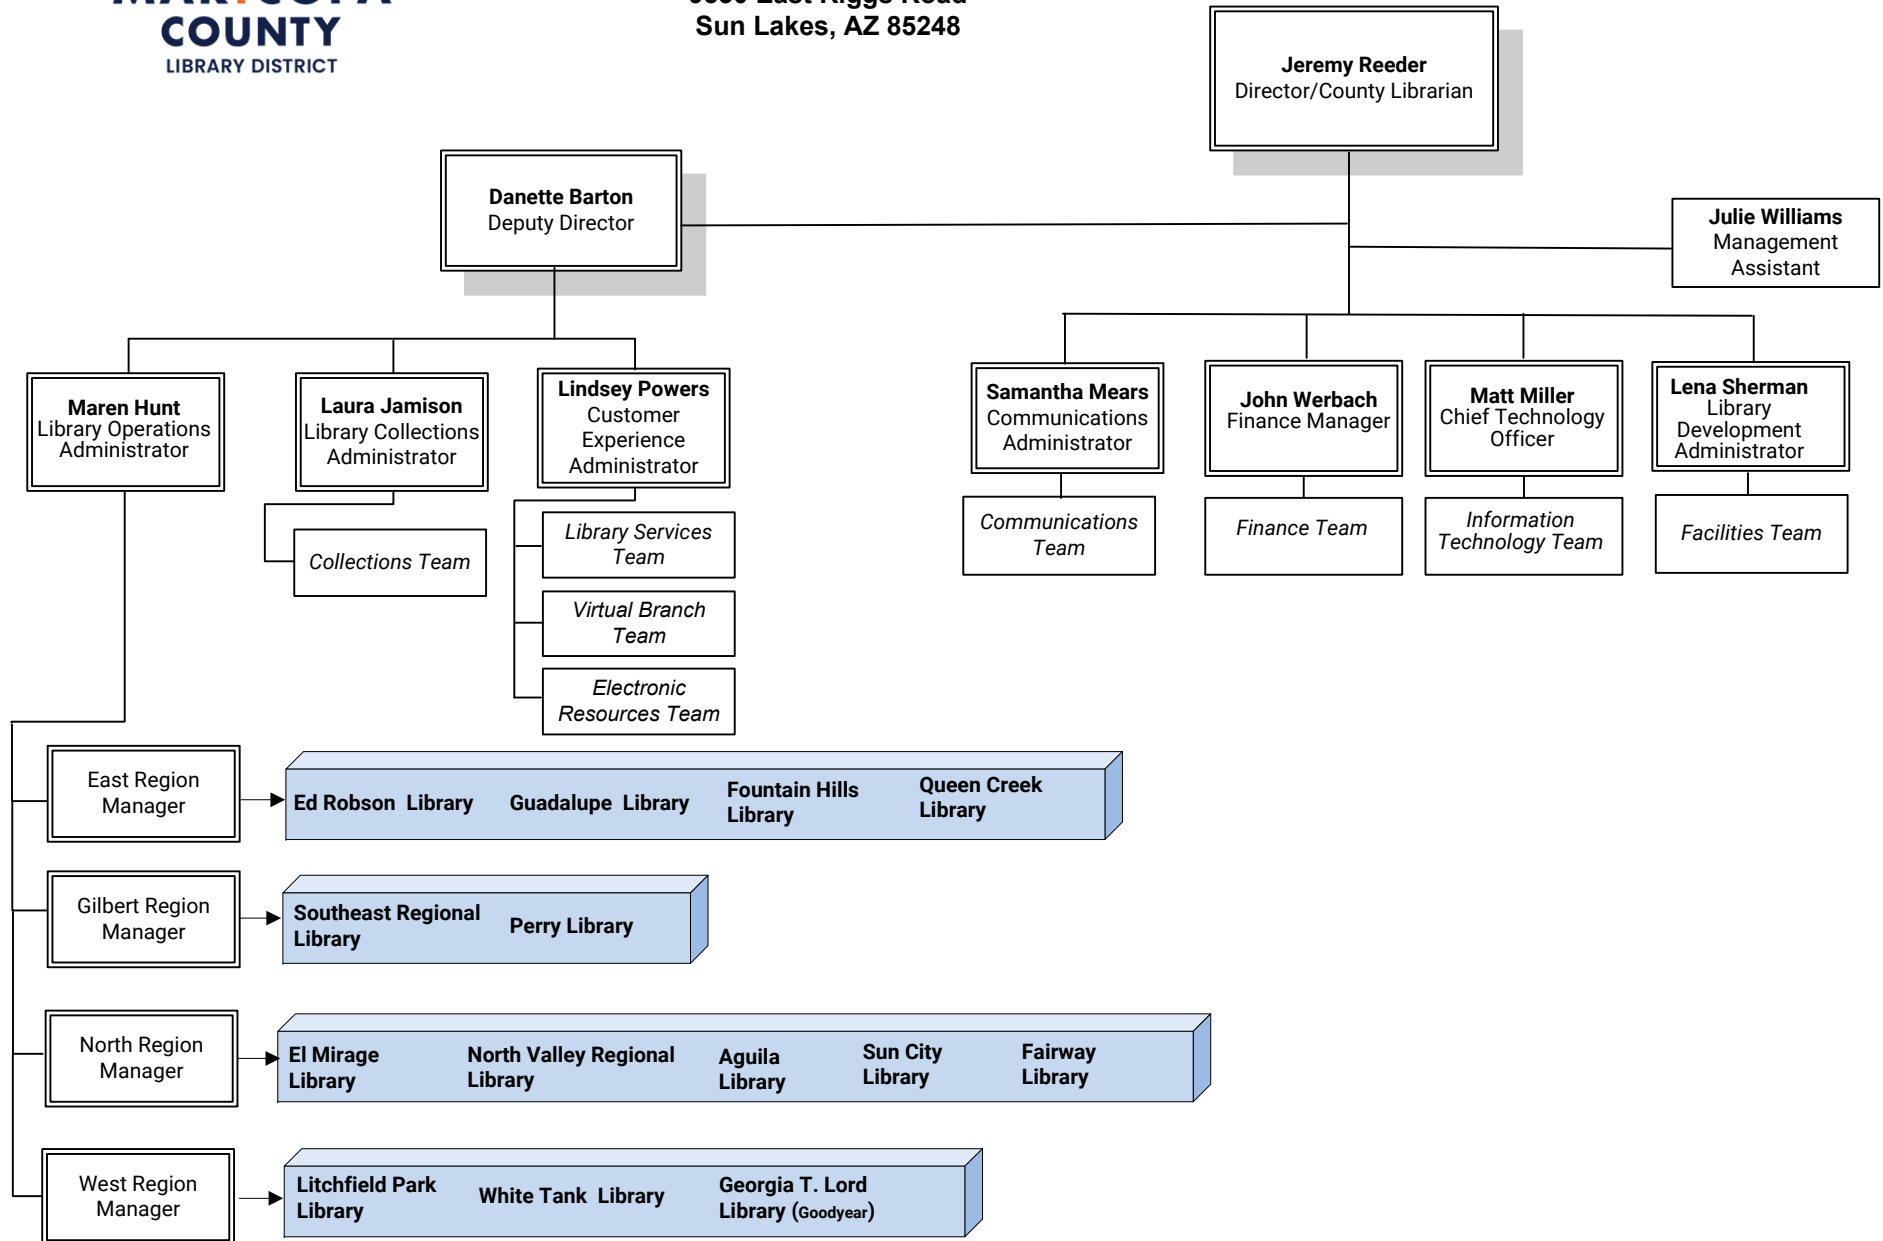 COUNTY
LIBRARY DISTRICT
Sun Lakes, AZ 85248
Jeremy Reeder
Director/County Librarian
Danette Barton
Deputy Director
Julie Williams
Management
Assistant
Maren Hunt
Library Operations
Administrator
Laura Jamison
Library Collections
Administrator
Lindsey Powers
Customer
Experience
Administrator
Samantha Mears
Communications
Administrator
John Werbach
Finance Manager
Matt Miller
Chief Technology
Officer
Lena Sherman
Library
Development
Administrator
Collections Team
Library Services
Team
Virtual Branch
Team
Electronic
Resources Team
Communications
Team
Finance Team
Information
Technology Team
Facilities Team
East Region
Manager
Ed Robson Library
Guadalupe Library
Fountain Hills
Library
Queen Creek
Library
Gilbert Region
Manager
Southeast Regional
Library
Perry Library
North Region
Manager
El Mirage
Library
North Valley Regional
Library
Aguila
Library
Sun City
Library
Fairway
Library
West Region
Manager
Litchfield Park
Library
White Tank Library
Georgia T. Lord
Library (Goodyear)